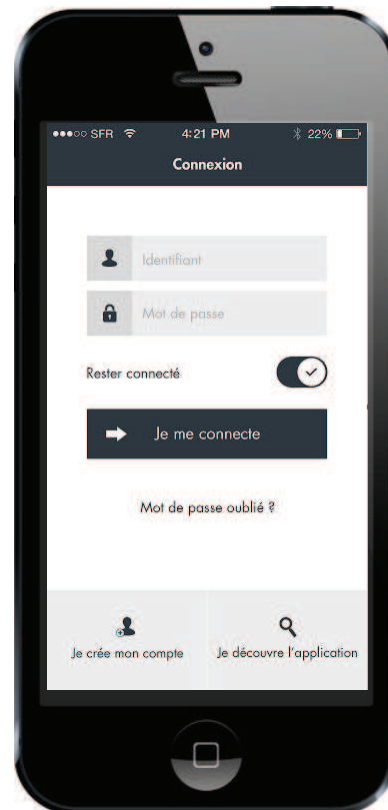 SFR 4:21 PM 22%
Connexion
Identifiant
Mot de passe
Rester connecté
Je me connecte
Mot de passe oublié ?
Je crée mon compte Je découvre l'application